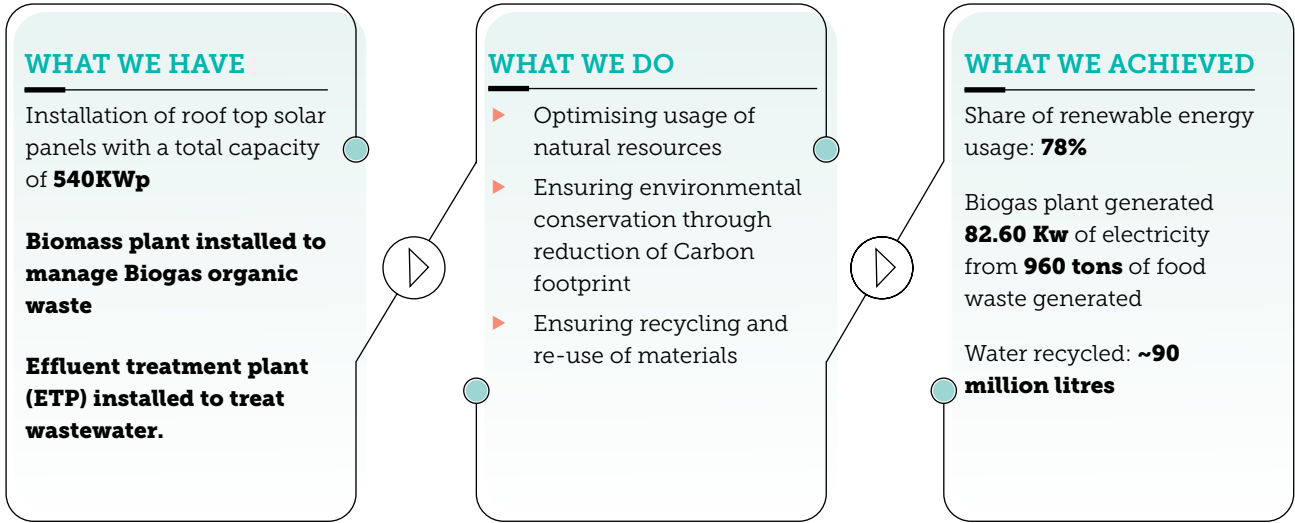 WHAT WE HAVE
Installation of roof top solar
panels with a total capacity
of 540KWp
Biomass plant installed to
manage Biogas organic
waste
Effluent treatment plant
(ETP) installed to treat
wastewater.
WHAT WE DO
Optimising usage of
natural resources
Ensuring environmental
conservation through
reduction of Carbon
footprint
Ensuring recycling and
re-use of materials
WHAT WE ACHIEVED
Share of renewable energy
usage: 78%
Biogas plant generated
82.60 Kw of electricity
from 960 tons of food
waste generated
Water recycled: ~90
million litres